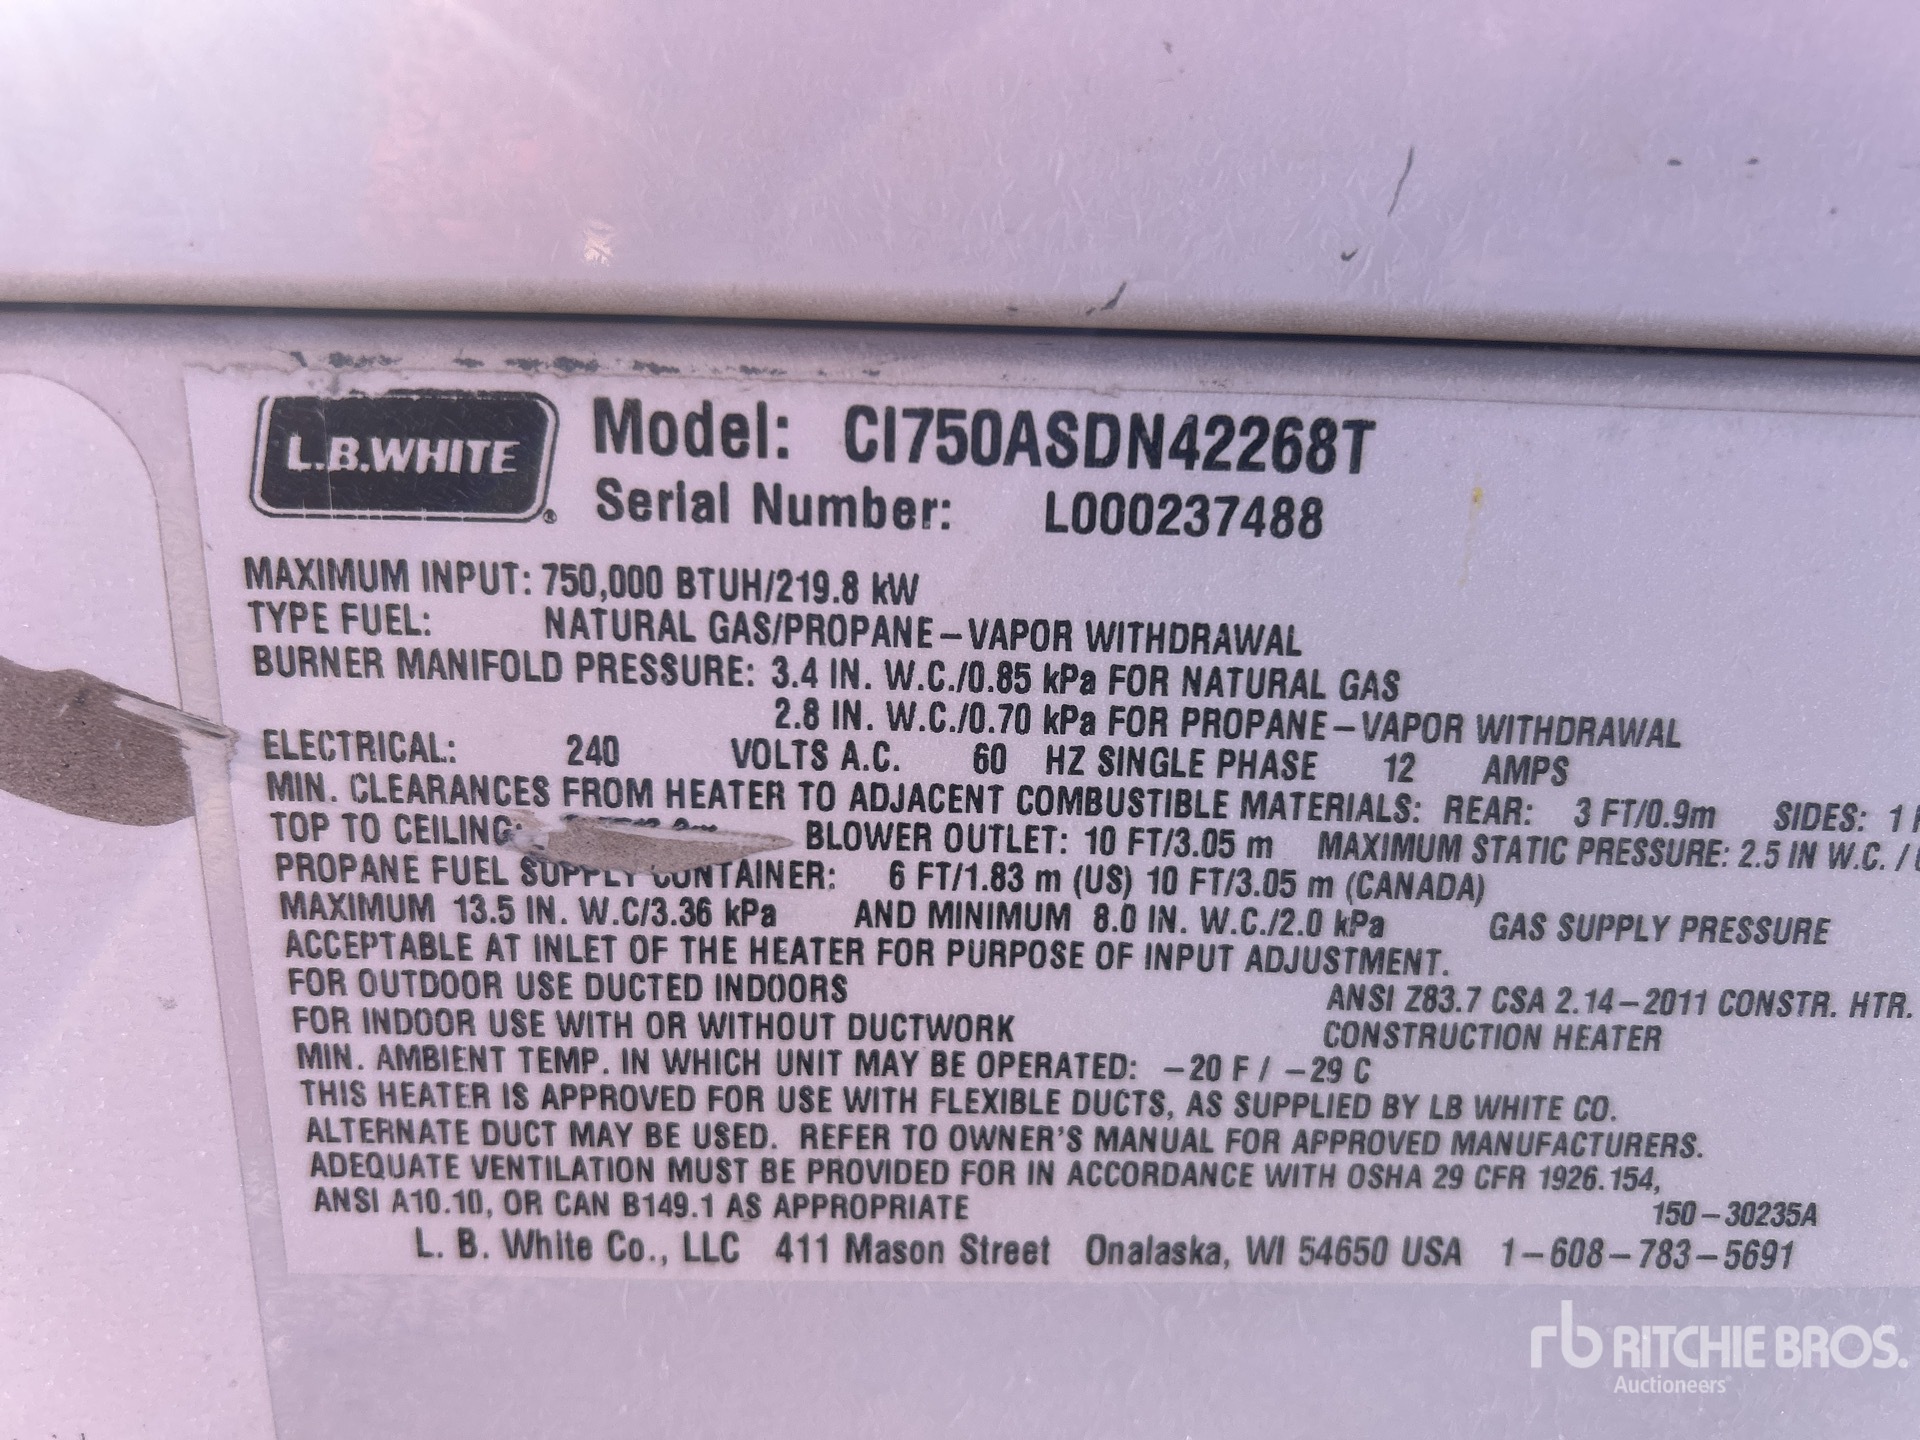 L.B.WHITE ® Model: CI750ASDN42268T
Serial Number: L000237488
MAXIMUM INPUT: 750,000 BTUH/219.8 kW
TYPE FUEL: NATURAL GAS/PROPANE-VAPOR WITHDRAWAL
BURNER MANIFOLD PRESSURE: 3.4 IN. W.C./0.85 kPa FOR NATURAL GAS
2.8 IN. W.C./0.70 kPa FOR PROPANE-VAPOR WITHDRAWAL
ELECTRICAL: 240 VOLTS A.C. 60 HZ SINGLE PHASE 12 AMPS
MIN. CLEARANCES FROM HEATER TO ADJACENT COMBUSTIBLE MATERIALS: REAR: 3 FT/0.9m SIDES: 1
TOP TO CEILING: BLOWER OUTLET: 10 FT/3.05 m MAXIMUM STATIC PRESSURE: 2.5 IN W.C. /
PROPANE FUEL SUPPLY CONTAINER: 6 FT/1.83 m (US) 10 FT/3.05 m (CANADA)
MAXIMUM 13.5 IN. W.C/3.36 kPa AND MINIMUM 8.0 IN. W.C./2.0 kPa GAS SUPPLY PRESSURE
ACCEPTABLE AT INLET OF THE HEATER FOR PURPOSE OF INPUT ADJUSTMENT.
FOR OUTDOOR USE DUCTED INDOORS ANSI Z83.7 CSA 2.14-2011 CONSTR. HTR.
FOR INDOOR USE WITH OR WITHOUT DUCTWORK CONSTRUCTION HEATER
MIN. AMBIENT TEMP. IN WHICH UNIT MAY BE OPERATED: -20 F / -29 C
THIS HEATER IS APPROVED FOR USE WITH FLEXIBLE DUCTS, AS SUPPLIED BY LB WHITE CO.
ALTERNATE DUCT MAY BE USED. REFER TO OWNER'S MANUAL FOR APPROVED MANUFACTURERS.
ADEQUATE VENTILATION MUST BE PROVIDED FOR IN ACCORDANCE WITH OSHA 29 CFR 1926.154,
ANSI A10.10, OR CAN B149.1 AS APPROPRIATE 150-30235A
L. B. White Co., LLC 411 Mason Street Onalaska, WI 54650 USA 1-608-783-5691
rb RITCHIE BROS.
Auctioneers